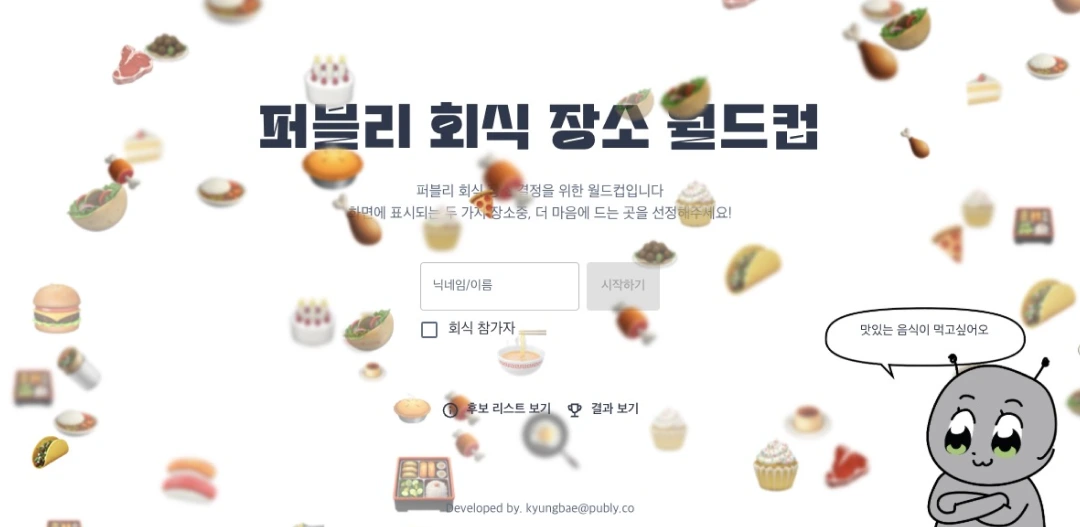 퍼블리 회식 장소 월드컵
퍼블리 회식 장소 결정을 위한 월드컵입니다
화면에 표시되는 두 가지 장소중, 더 마음에 드는 곳을 선정해주세요!
닉네임/이름
시작하기
회식 참가자
맛있는 음식이 먹고싶어오
후보 리스트 보기
결과 보기
Developed by. kyungbae@publy.co